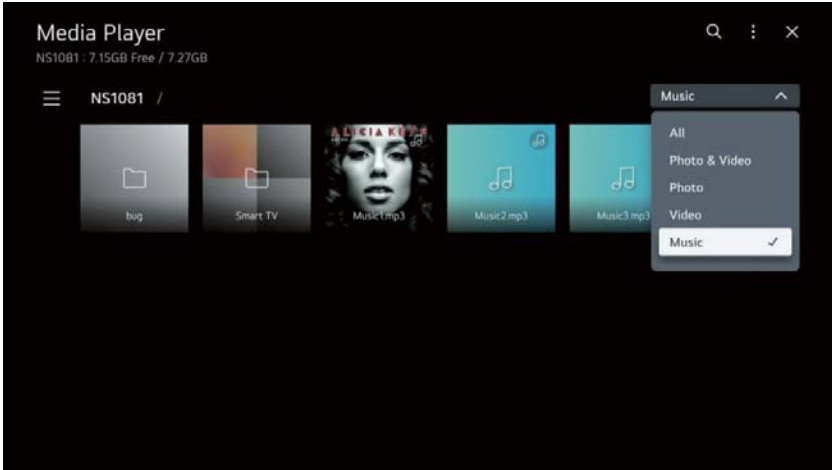 Media Player
NS1081 : 7.15GB Free / 7.27GB
NS1081 /
Music
All
Photo & Video
Photo
Video
Music
ALICIA KEYS
bug
Smart TV
Music1.mp3
Music2.mp3
Music3.mp3